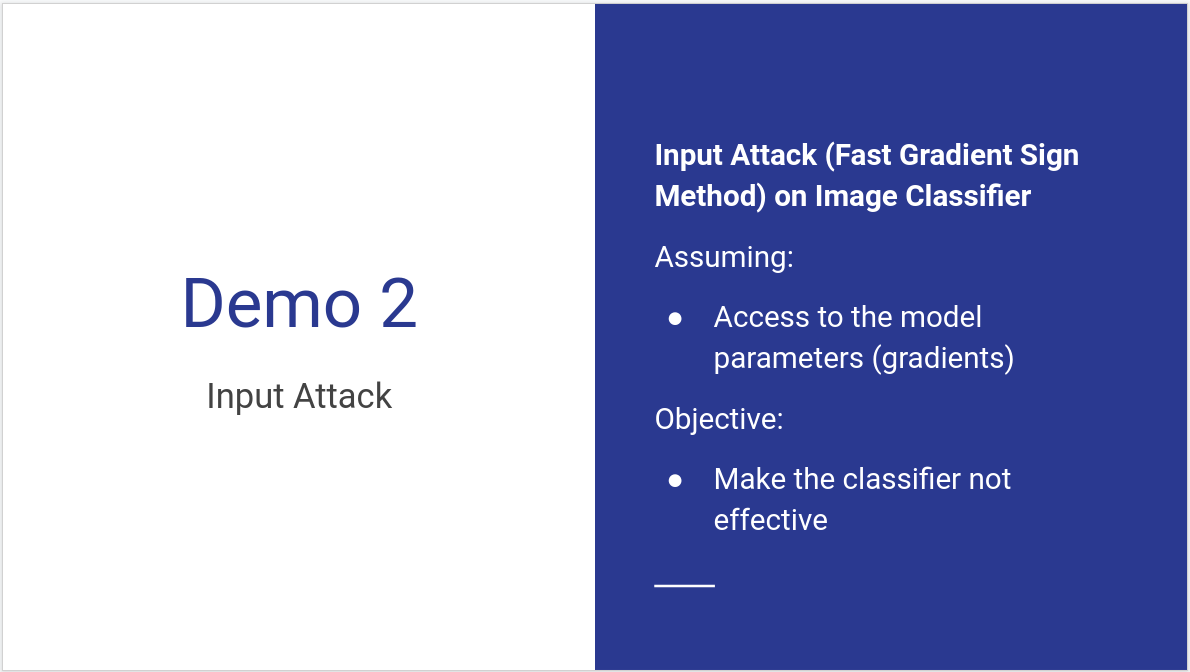 Demo 2
Input Attack
Input Attack (Fast Gradient Sign
Method) on Image Classifier
Assuming:
● Access to the model
parameters (gradients)
Objective:
● Make the classifier not
effective